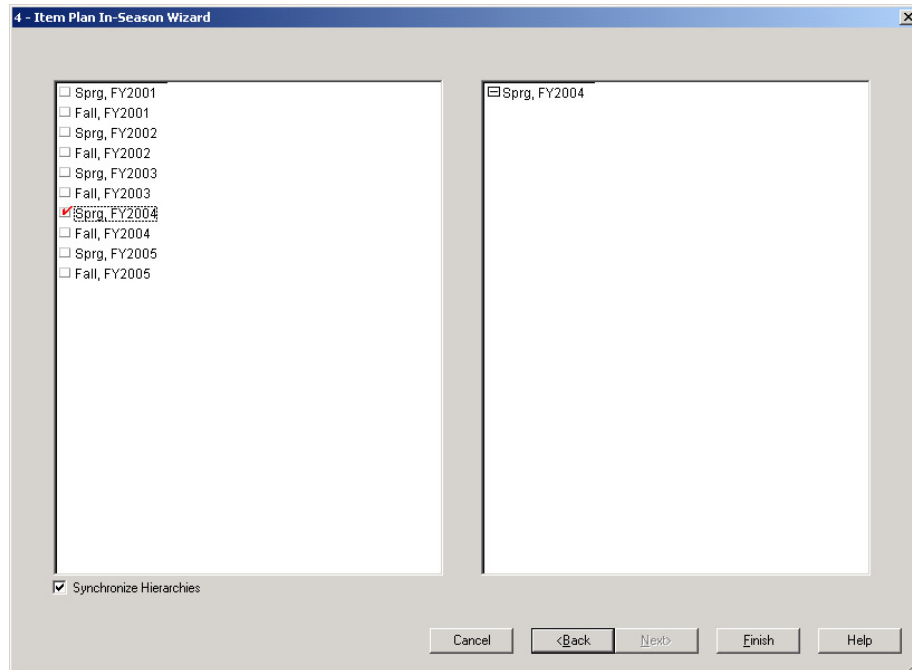 4 - Item Plan In-Season Wizard
Sprg, FY2001
Fall, FY2001
Sprg, FY2002
Fall, FY2002
Sprg, FY2003
Fall, FY2003
Sprg, FY2004
Fall, FY2004
Sprg, FY2005
Fall, FY2005
Sprg, FY2004
Synchronize Hierarchies
Cancel
<Back
Next>
Finish
Help